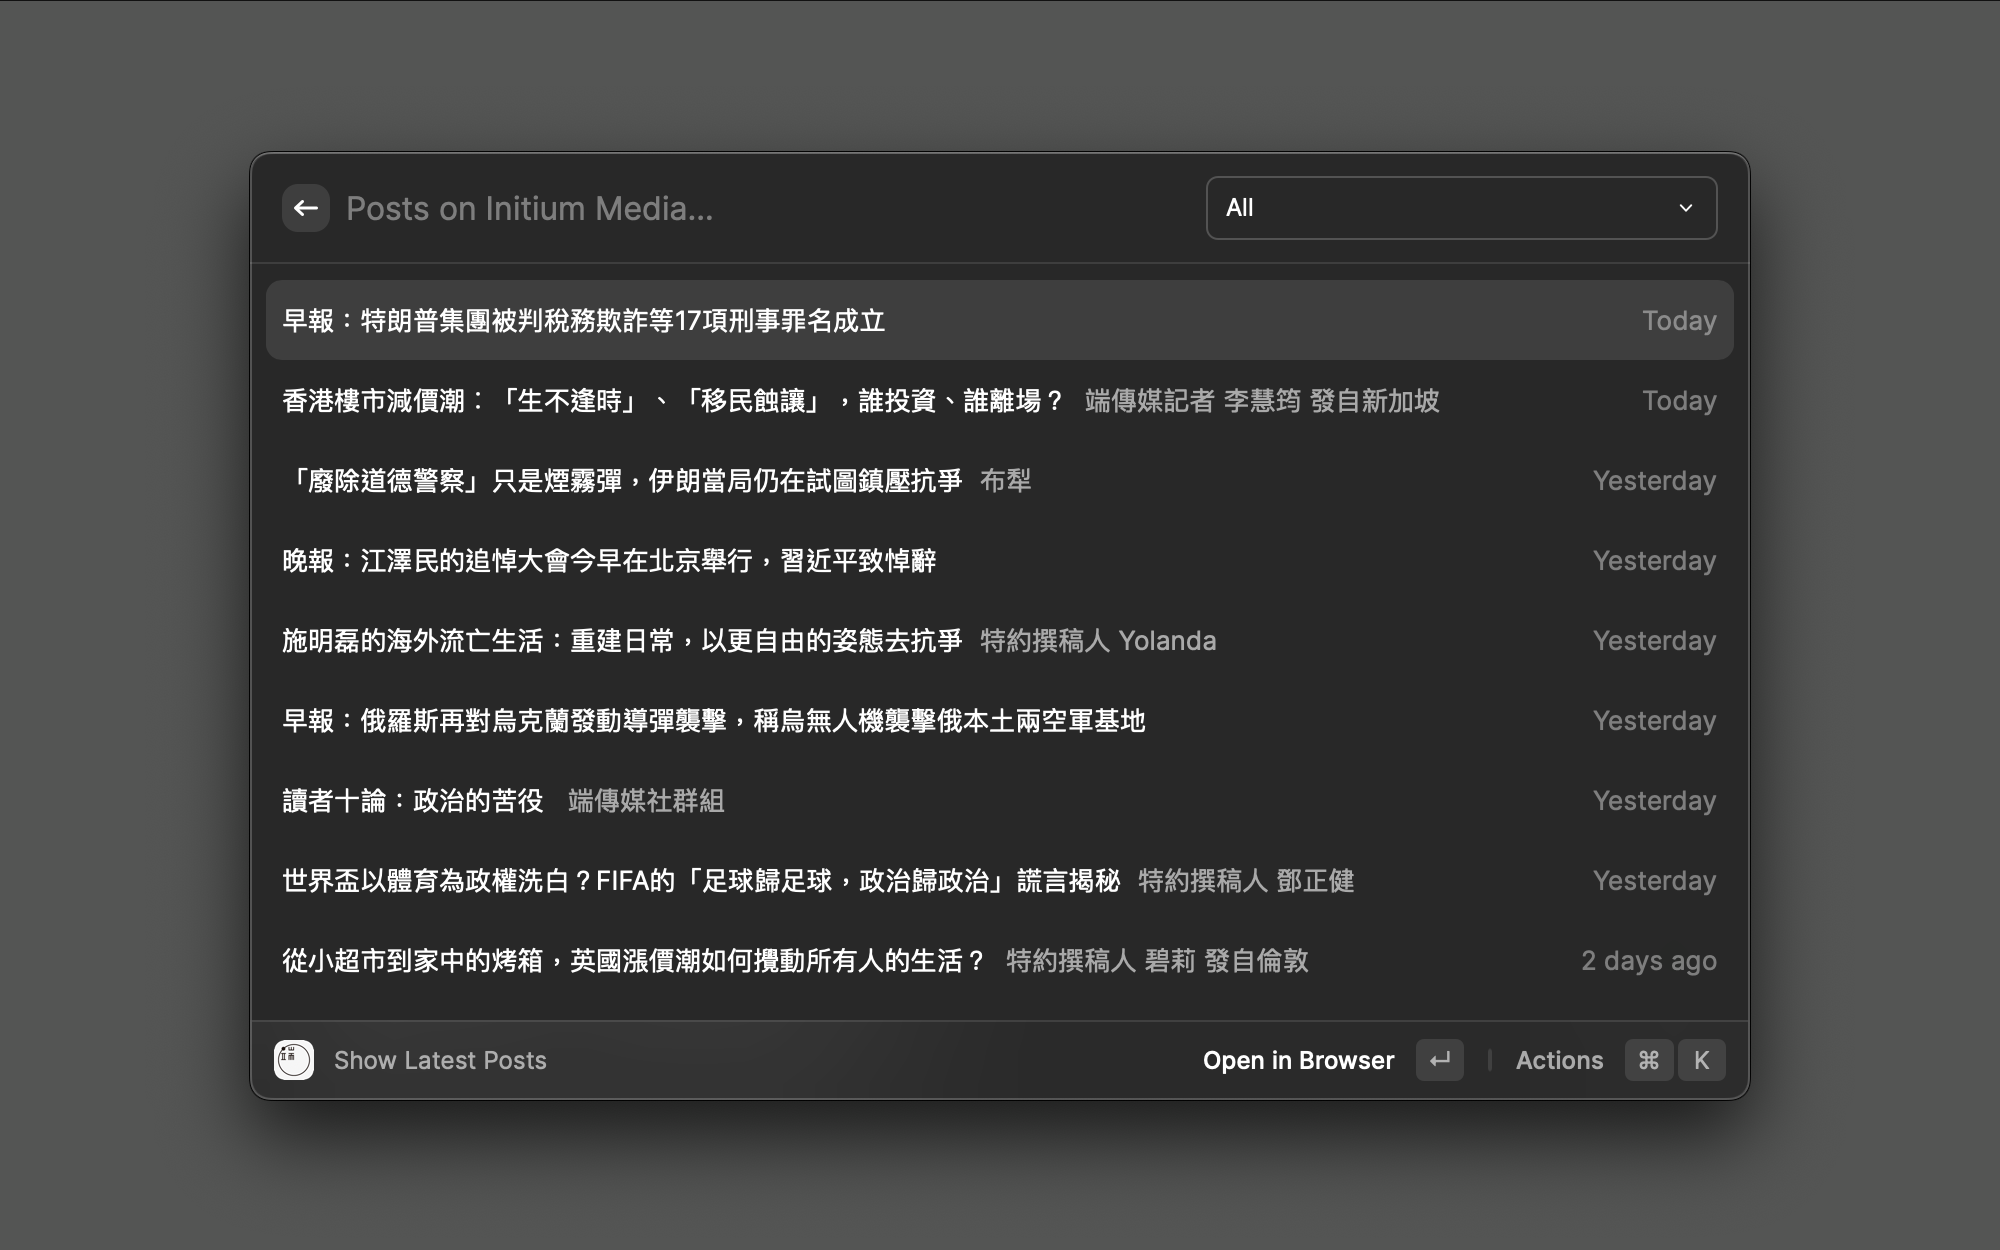 Posts on Initium Media...
All
早報：特朗普集團被判稅務欺詐等17項刑事罪名成立 Today
香港樓市減價潮：「生不逢時」、「移民蝕讓」，誰投資、誰離場？ 端傳媒記者 李慧筠 發自新加坡 Today
「廢除道德警察」只是煙霧彈，伊朗當局仍在試圖鎮壓抗爭 布犁 Yesterday
晚報：江澤民的追悼大會今早在北京舉行，習近平致悼辭 Yesterday
施明磊的海外流亡生活：重建日常，以更自由的姿態去抗爭 特約撰稿人 Yolanda Yesterday
早報：俄羅斯再對烏克蘭發動導彈襲擊，稱烏無人機襲擊俄本土兩空軍基地 Yesterday
讀者十論：政治的苦役 端傳媒社群組 Yesterday
世界盃以體育為政權洗白？FIFA的「足球歸足球，政治歸政治」謊言揭秘 特約撰稿人 鄧正健 Yesterday
從小超市到家中的烤箱，英國漲價潮如何攪動所有人的生活？ 特約撰稿人 碧莉 發自倫敦 2 days ago
Show Latest Posts
Open in Browser ↵ Actions ⌘ K